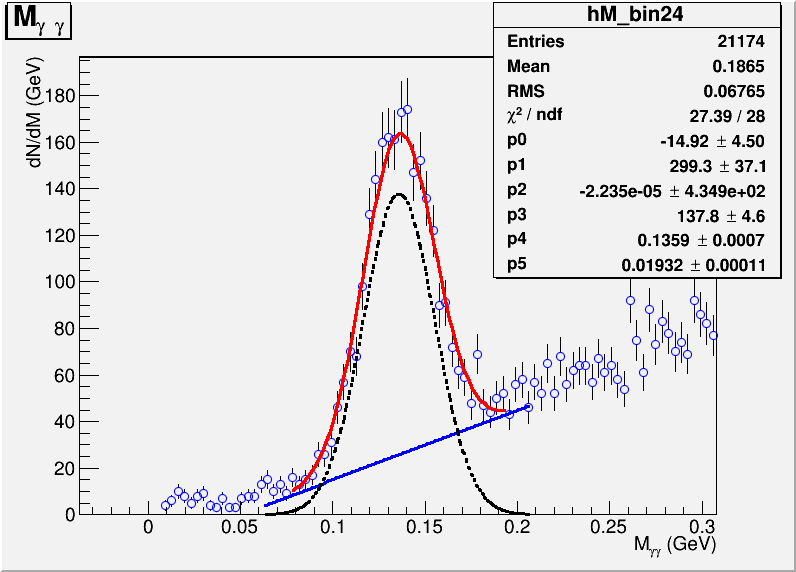 M γ γ
hM_bin24
Entries 21174
Mean 0.1865
RMS 0.06765
χ² / ndf 27.39 / 28
p0 -14.92 ± 4.50
p1 299.3 ± 37.1
p2 -2.235e-05 ± 4.349e+02
p3 137.8 ± 4.6
p4 0.1359 ± 0.0007
p5 0.01932 ± 0.00011
dN/dM (GeV)
180
160
140
120
100
80
60
40
20
0
0 0.05 0.1 0.15 0.2 0.25 0.3
Mγγ (GeV)